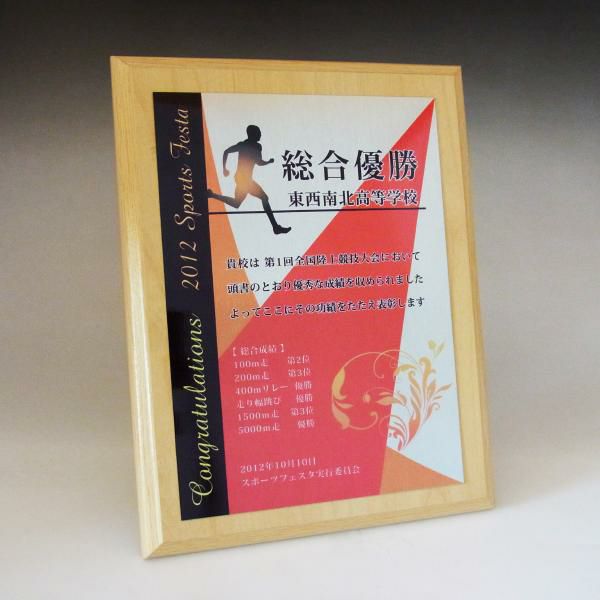 Congratulations 2012 Sports Festa
総合優勝
東西南北高等学校
貴校は 第1回全国陸上競技大会において
頭書のとおり優秀な成績を収められました
よってここにその功績をたたえ表彰します
【 総合成績 】
100m走 第2位
200m走 第3位
400mリレー 優勝
走り幅跳び 優勝
1500m走 第3位
5000m走 優勝
2012年10月10日
スポーツフェスタ実行委員会